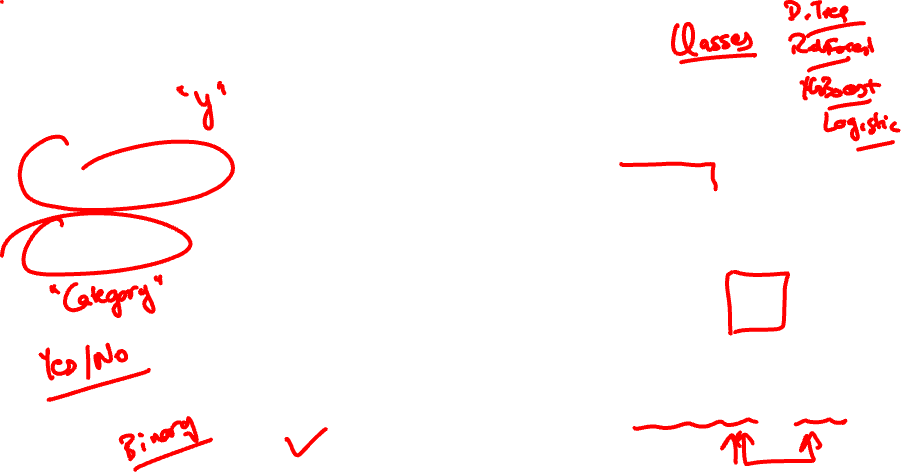 "y"
"Category"
Yes/No
Binary
Classes
D.Tree
RdForest
XGBoost
Logistic